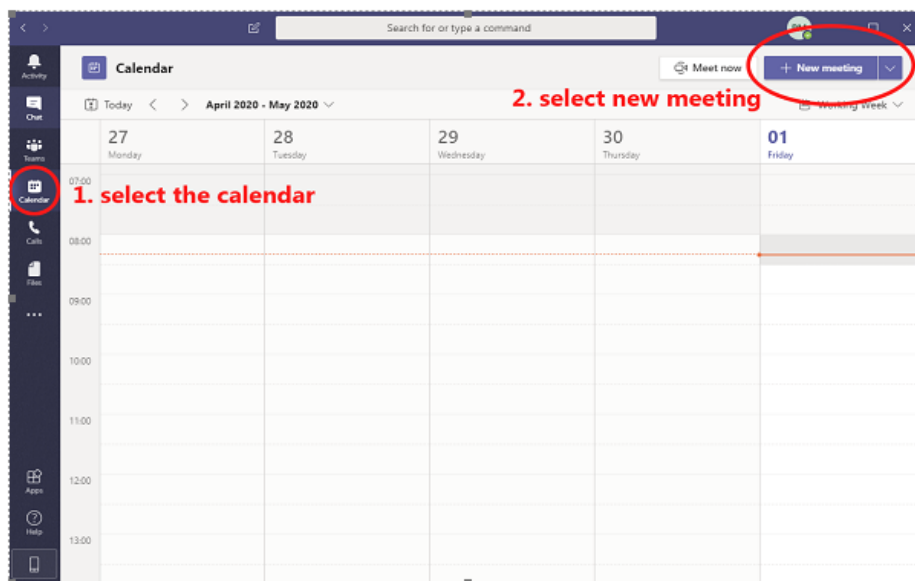 Search for or type a command
Activity
Calendar
Meet now
+ New meeting
Chat
Today
April 2020 - May 2020
2. select new meeting
Working Week
Teams
27
28
29
30
01
Monday
Tuesday
Wednesday
Thursday
Friday
07:00
Calendar
1. select the calendar
Calls
08:00
Files
09:00
10:00
11:00
12:00
Apps
Help
13:00